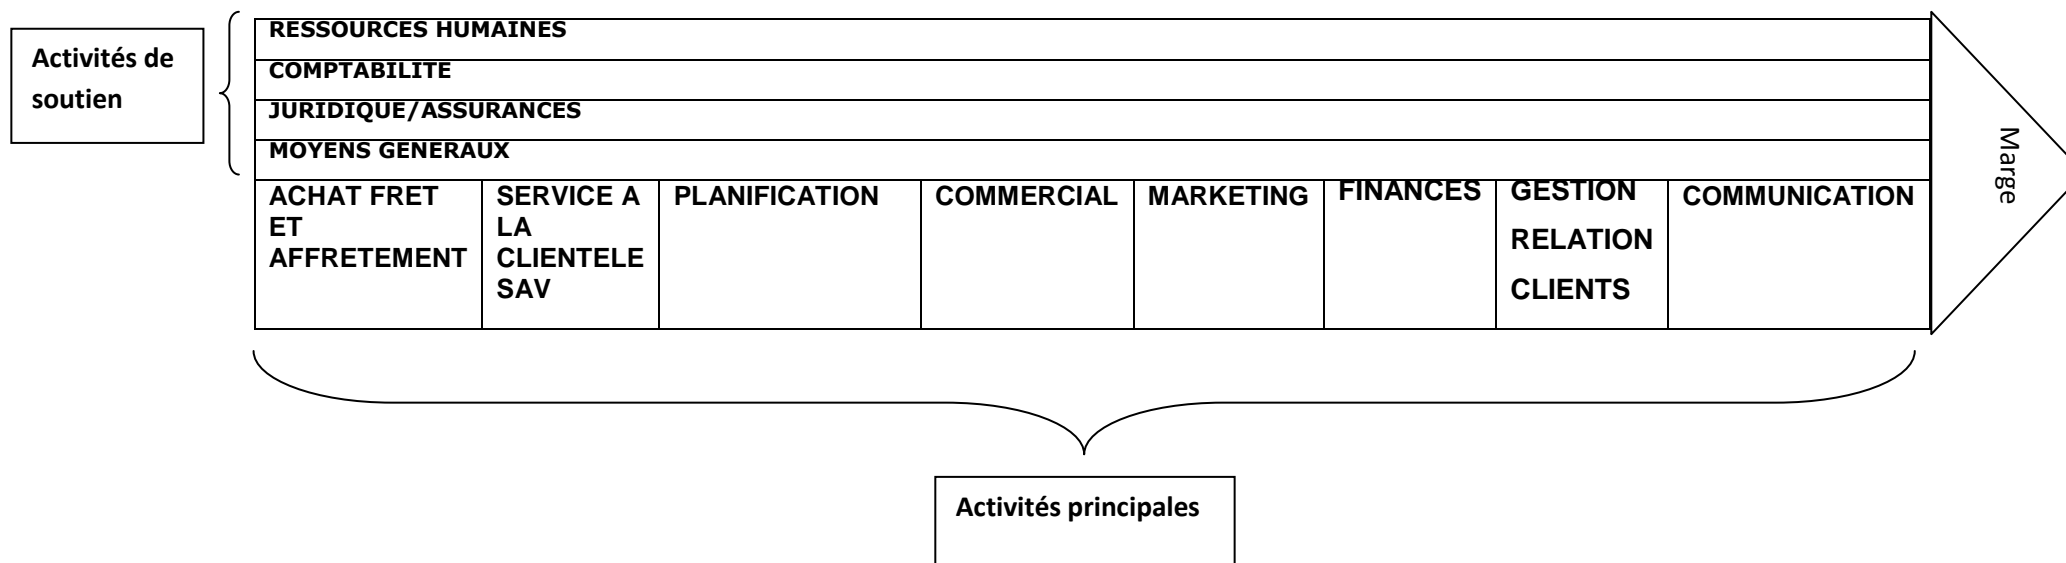 Activités de
soutien
RESSOURCES HUMAINES
COMPTABILITE
JURIDIQUE/ASSURANCES
MOYENS GENERAUX
ACHAT FRET
ET
AFFRETEMENT
SERVICE A
LA
CLIENTELE
SAV
PLANIFICATION
COMMERCIAL
MARKETING
FINANCES
GESTION
RELATION
CLIENTS
COMMUNICATION
Marge
Activités principales